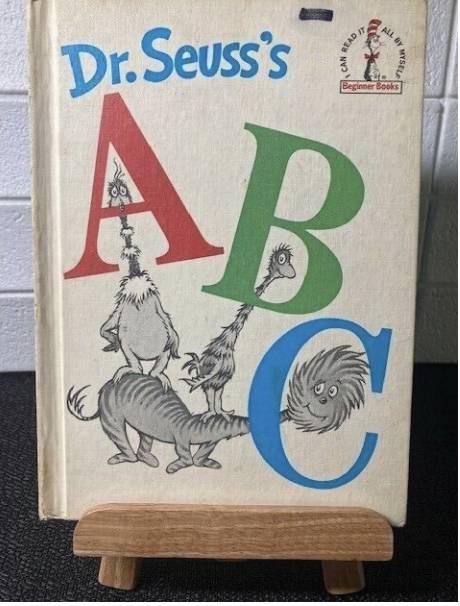 Dr. Seuss's
I CAN READ IT ALL BY MYSELF
Beginner Books
A
B
C